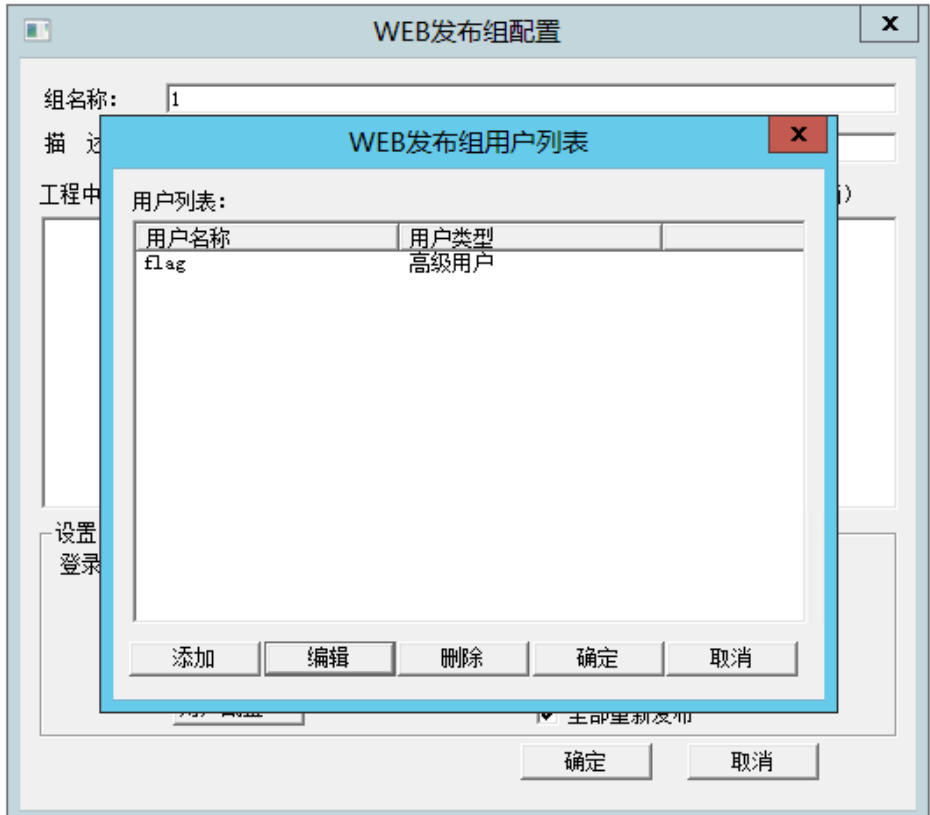 WEB发布组配置
x
组名称: 1
描
WEB发布组用户列表
x
工程中
)
用户列表:
用户名称 用户类型
flag 高级用户
设置
登录
添加 编辑 删除 确定 取消
全部重新发布
确定 取消